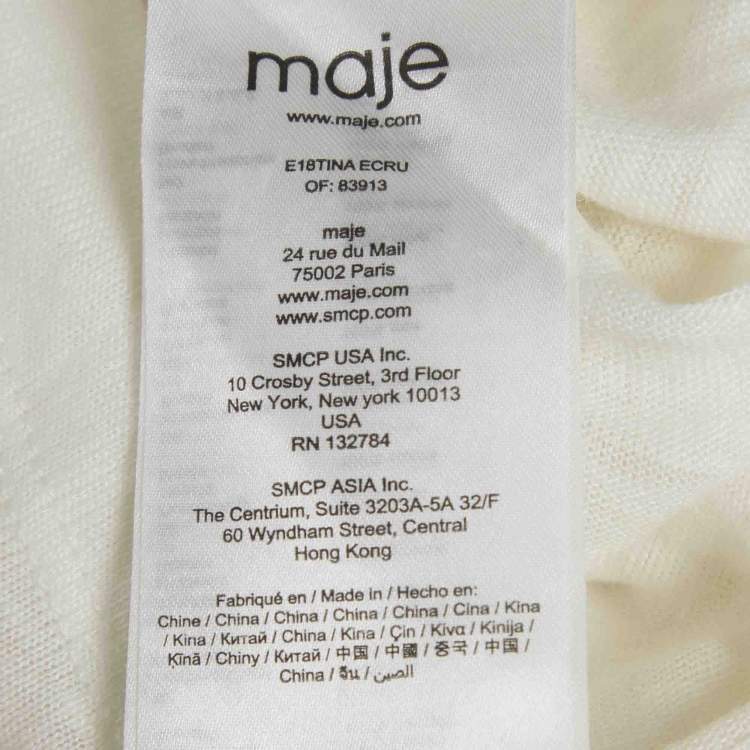 maje
www.maje.com
E18TINA ECRU
OF: 83913
maje
24 rue du Mail
75002 Paris
www.maje.com
www.smcp.com
SMCP USA Inc.
10 Crosby Street, 3rd Floor
New York, New york 10013
USA
RN 132784
SMCP ASIA Inc.
The Centrium, Suite 3203A-5A 32/F
60 Wyndham Street, Central
Hong Kong
Fabriqué en / Made in / Hecho en:
Chine / China / China / China / China / Cina / Kina
/ Kina / Китай / China / Kina / Çin / Κίνα / Kinija /
Ķīnā / Chiny / Китай / 中国 / 中國 / 중국 / 中国 /
China / จีน / الصين